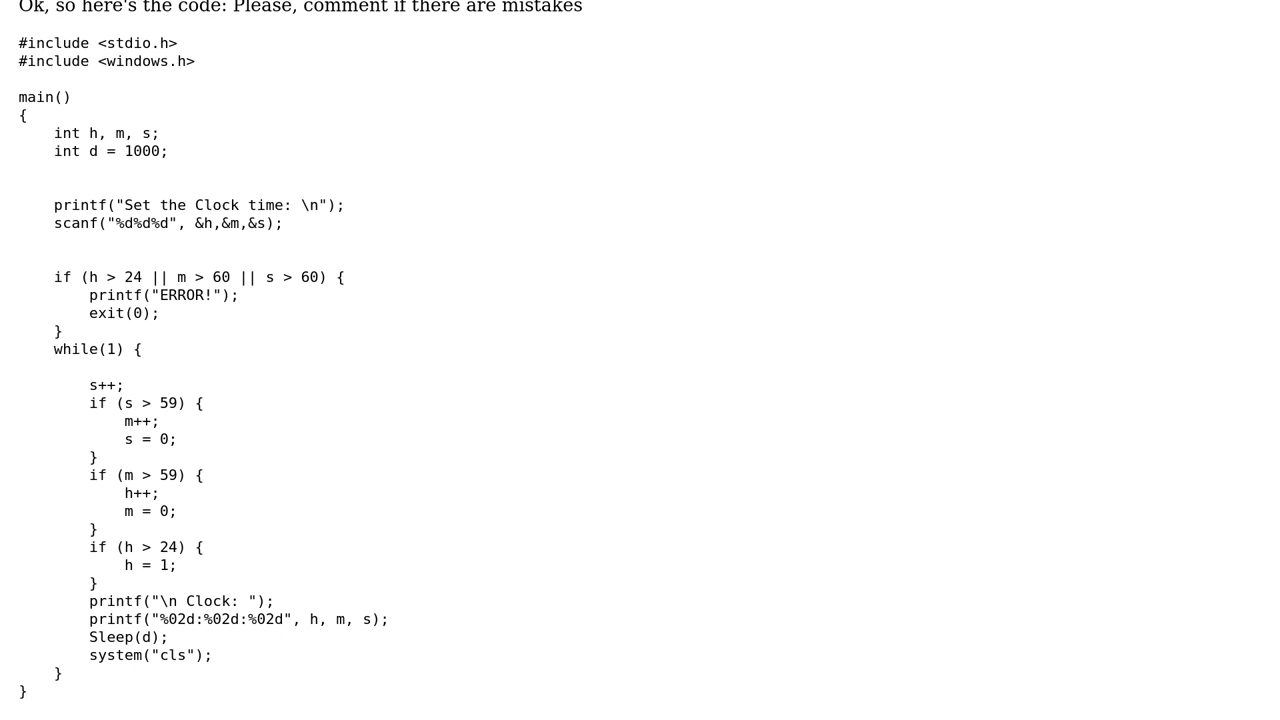 Ok, so here's the code: Please, comment if there are mistakes
#include <stdio.h>
#include <windows.h>
main()
{
    int h, m, s;
    int d = 1000;
    printf("Set the Clock time: \n");
    scanf("%d%d%d", &h,&m,&s);
    if (h > 24 || m > 60 || s > 60) {
        printf("ERROR!");
        exit(0);
    }
    while(1) {
        s++;
        if (s > 59) {
            m++;
            s = 0;
        }
        if (m > 59) {
            h++;
            m = 0;
        }
        if (h > 24) {
            h = 1;
        }
        printf("\n Clock: ");
        printf("%02d:%02d:%02d", h, m, s);
        Sleep(d);
        system("cls");
    }
}